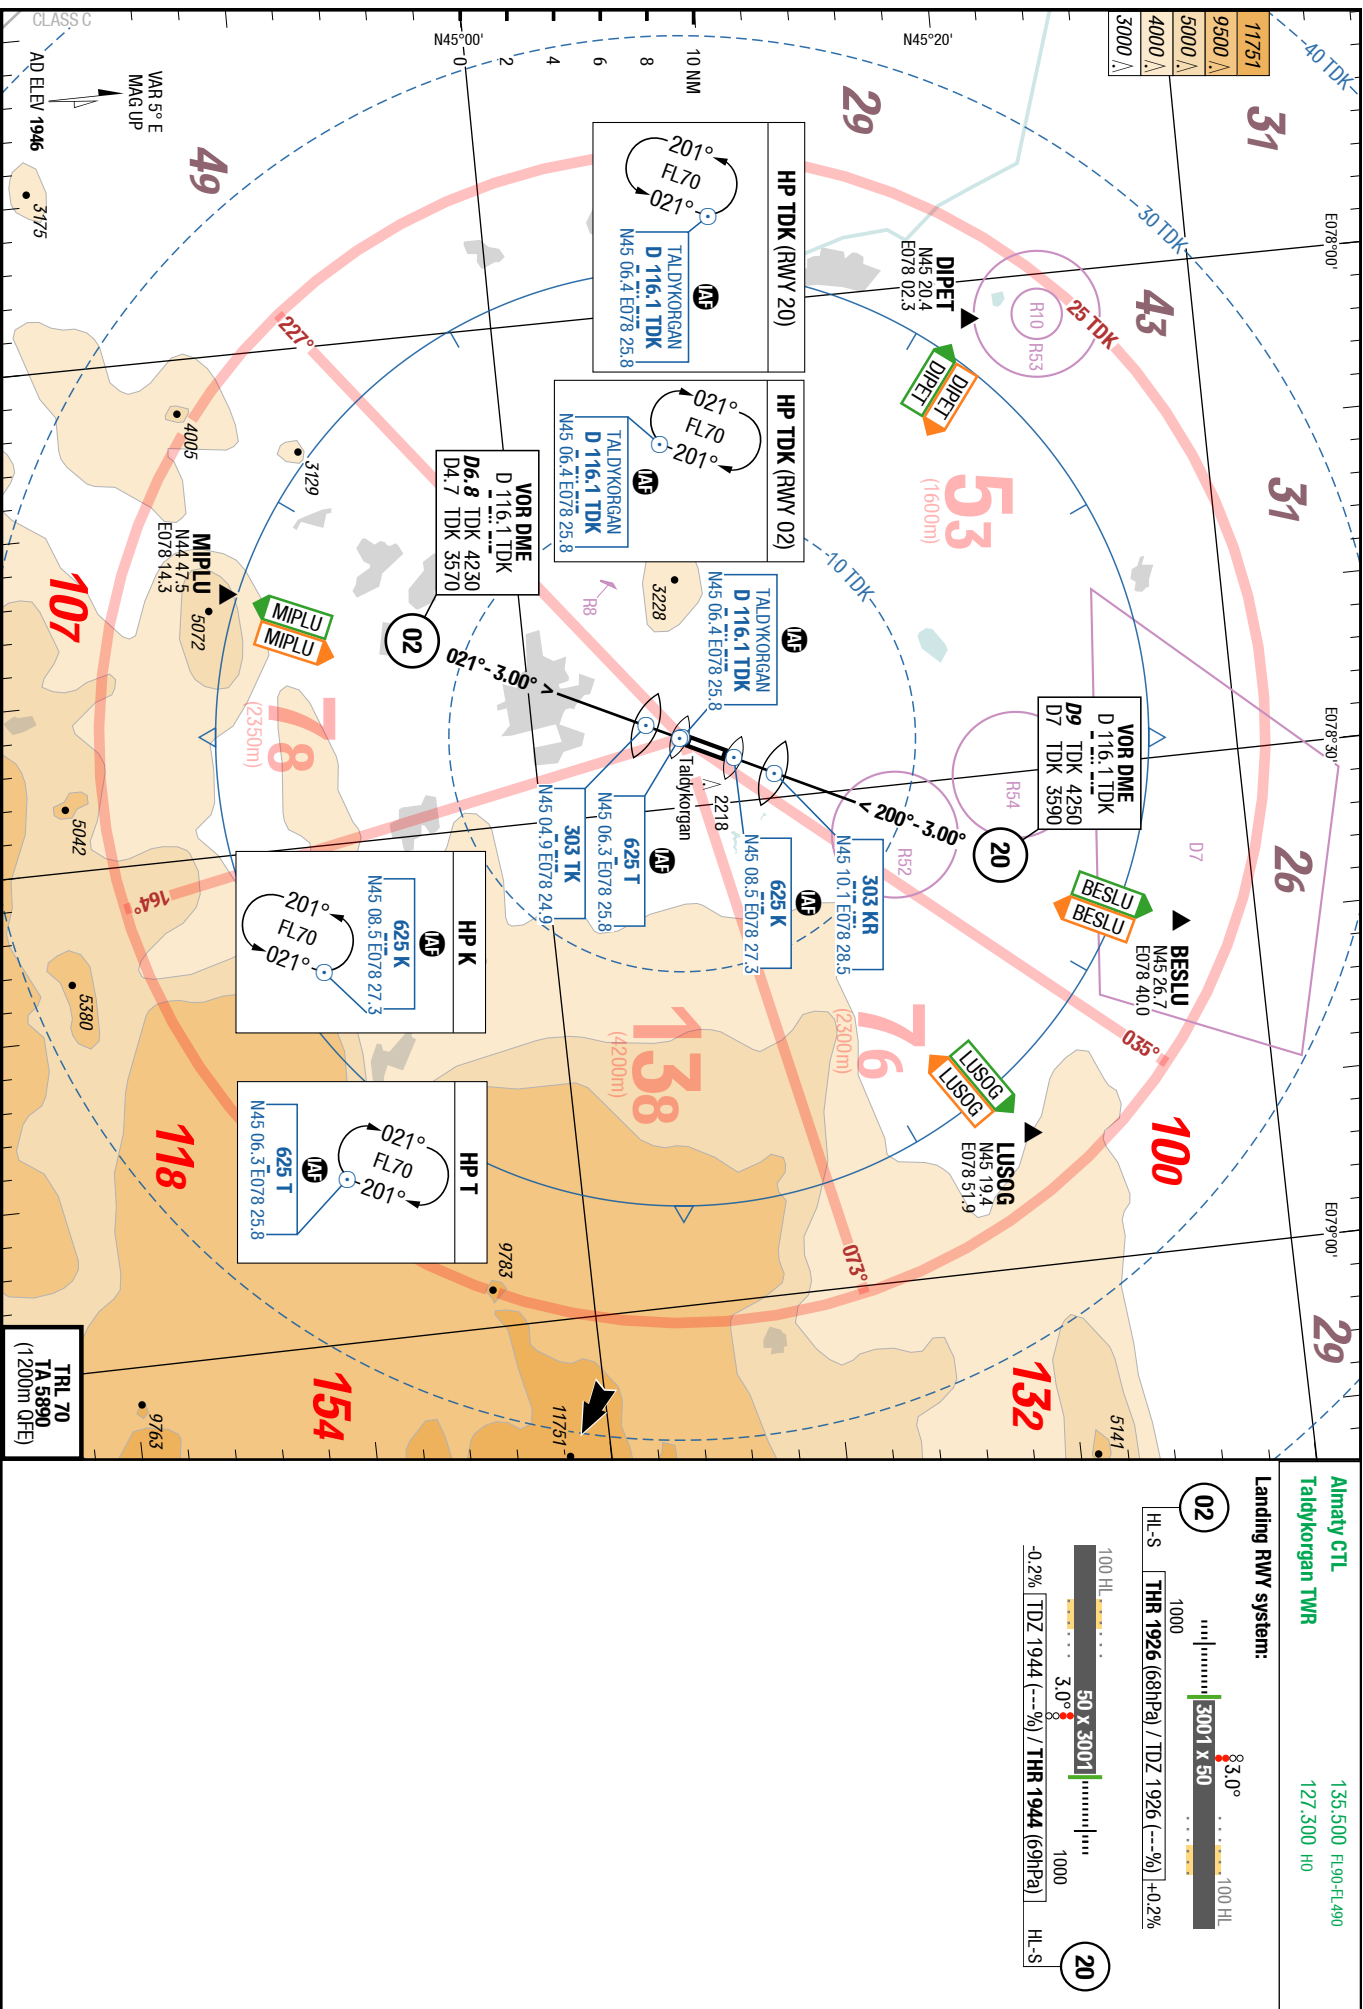 CLASS C
11751
9500
5000
4000
3000
40 TDK
31
E078°00'
N45°20'
29
10 NM
8
6
4
2
0
N45°00'
VAR 5° E
MAG UP
AD ELEV 1946
49
3175
30 TDK
43
25 TDK
R10
R53
DIPET
N45 20.4
E078 02.3
DIPET
DIPET
HP TDK (RWY 20)
201°
FL70
021°
IAF
TALDYKORGAN
D 116.1 TDK
N45 06.4 E078 25.8
HP TDK (RWY 02)
021°
FL70
201°
IAF
TALDYKORGAN
D 116.1 TDK
N45 06.4 E078 25.8
227°
4005
3129
31
53
(1600m)
10 TDK
VOR DME
D 116.1 TDK
D6.8 TDK 4230
D4.7 TDK 3570
02
021°- 3.00° >
MIPLU
N44 47.5
E078 14.3
5072
MIPLU
MIPLU
107
R8
3228
IAF
TALDYKORGAN
D 116.1 TDK
N45 06.4 E078 25.8
78
(2350m)
E078°30'
VOR DME
D 116.1 TDK
D9 TDK 4250
D7 TDK 3590
20
< 200°- 3.00°
R54
R52
D7
26
Taldykorgan
2218
303 KR
N45 10.1 E078 28.5
IAF
625 K
N45 08.5 E078 27.3
IAF
625 T
N45 06.3 E078 25.8
303 TK
N45 04.9 E078 24.9
BESLU
BESLU
BESLU
N45 26.7
E078 40.0
5042
164°
5380
HP K
IAF
625 K
N45 08.5 E078 27.3
201°
FL70
021°
138
(4200m)
76
(2300m)
035°
LUSOG
LUSOG
LUSOG
N45 19.4
E078 51.9
100
HP T
021°
FL70
201°
IAF
625 T
N45 06.3 E078 25.8
118
073°
E079°00'
9783
29
132
5141
11751
154
9763
TRL 70
TA 5890
(1200m QFE)
Almaty CTL 135.500 FL90-FL490
Taldykorgan TWR 127.300 HO
Landing RWY system:
02
3.0°
1000
3001 x 50
100 HL
HL-S
THR 1926 (68hPa) / TDZ 1926 (---%)
+0.2%
100 HL
50 x 3001
1000
3.0°
-0.2%
TDZ 1944 (---%) / THR 1944 (69hPa)
HL-S
20